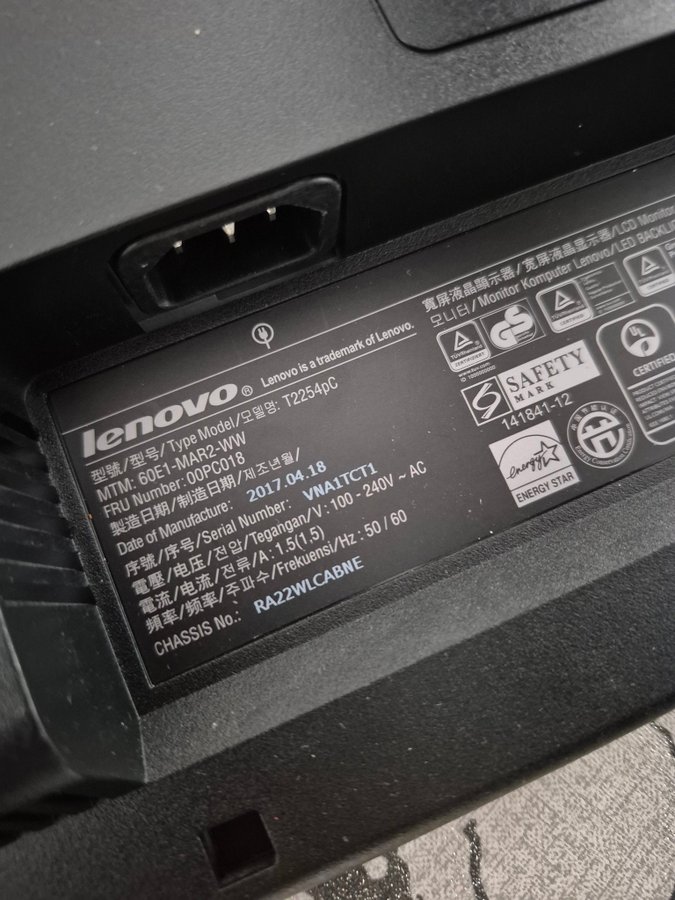 lenovo® Lenovo is a trademark of Lenovo.
型號/型号/Type Model/모델명: T2254pC
MTM: 60E1-MAR2-WW
FRU Number: 00PC018
製造日期/制造日期/제조년월/
Date of Manufacture: 2017.04.18
序號/序号/Serial Number: VNA1TCT1
電壓/电压/전압/Tegangan/V: 100 - 240V ~ AC
電流/电流/전류/A: 1.5(1.5)
頻率/频率/주파수/Frekuensi/Hz: 50 / 60
CHASSIS No.: RA22WLCABNE
寬屏液晶顯示器/宽屏液晶显示器/LCD Monitor
모니터/Monitor Komputer Lenovo/LED BACKLI
TÜVRheinland
CERTIFIED
GS
SAFETY
MARK
141841-12
energy
ENERGY STAR
CERTIFIED